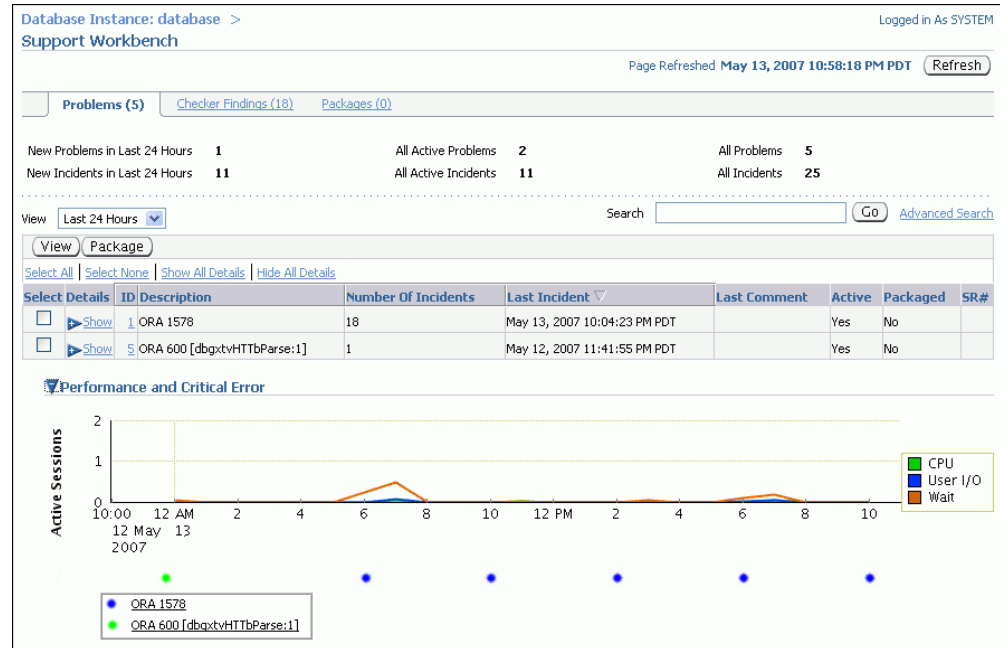 Database Instance: database >
Logged in As SYSTEM
Support Workbench
Page Refreshed May 13, 2007 10:58:18 PM PDT Refresh
Problems (5) Checker Findings (18) Packages (0)
New Problems in Last 24 Hours 1 All Active Problems 2 All Problems 5
New Incidents in Last 24 Hours 11 All Active Incidents 11 All Incidents 25
View Last 24 Hours Search Go Advanced Search
View Package
Select All | Select None | Show All Details | Hide All Details
Select Details ID Description Number Of Incidents Last Incident Last Comment Active Packaged SR#
Show 1 ORA 1578 18 May 13, 2007 10:04:23 PM PDT Yes No
Show 5 ORA 600 [dbgxtvHTTbParse:1] 1 May 12, 2007 11:41:55 PM PDT Yes No
Performance and Critical Error
Active Sessions
2
1
0
10:00 12 AM 2 4 6 8 10 12 PM 2 4 6 8 10
12 May 13
2007
CPU
User I/O
Wait
ORA 1578
ORA 600 [dbgxtvHTTbParse:1]